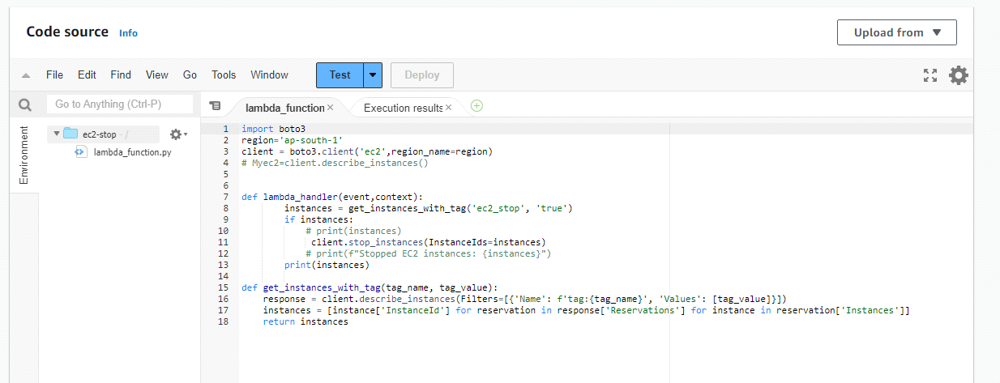 Code source Info
Upload from
File Edit Find View Go Tools Window Test Deploy
Go to Anything (Ctrl-P)
lambda_function
Execution results
Environment
ec2-stop - /
lambda_function.py
1 import boto3
2 region='ap-south-1'
3 client = boto3.client('ec2',region_name=region)
4 # Myec2=client.describe_instances()
5
6
7 def lambda_handler(event,context):
8 instances = get_instances_with_tag('ec2_stop', 'true')
9 if instances:
10 # print(instances)
11 client.stop_instances(InstanceIds=instances)
12 # print(f"Stopped EC2 instances: {instances}")
13 print(instances)
14
15 def get_instances_with_tag(tag_name, tag_value):
16 response = client.describe_instances(Filters=[{'Name': f'tag:{tag_name}', 'Values': [tag_value]}])
17 instances = [instance['InstanceId'] for reservation in response['Reservations'] for instance in reservation['Instances']]
18 return instances